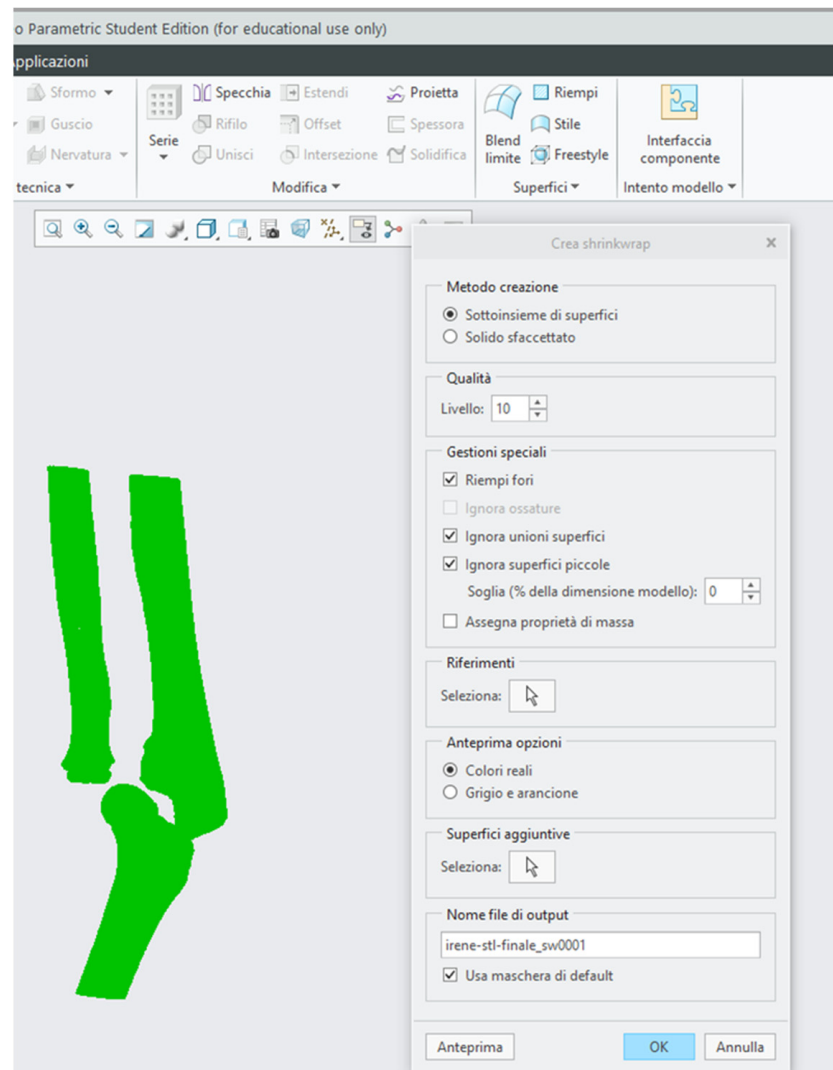 o Parametric Student Edition (for educational use only)
Applicazioni
Sformo
Specchia
Estendi
Proietta
Riempi
Guscio
Serie
Rifilo
Offset
Spessora
Blend
limite
Stile
Interfaccia
componente
Nervatura
Unisci
Intersezione
Solidifica
Freestyle
tecnica
Modifica
Superfici
Intento modello
Crea shrinkwrap
x
Metodo creazione
Sottoinsieme di superfici
Solido sfaccettato
Qualità
Livello: 10
Gestioni speciali
Riempi fori
Ignora ossature
Ignora unioni superfici
Ignora superfici piccole
Soglia (% della dimensione modello): 0
Assegna proprietà di massa
Riferimenti
Seleziona:
Anteprima opzioni
Colori reali
Grigio e arancione
Superfici aggiuntive
Seleziona:
Nome file di output
irene-stl-finale_sw0001
Usa maschera di default
Anteprima
OK
Annulla